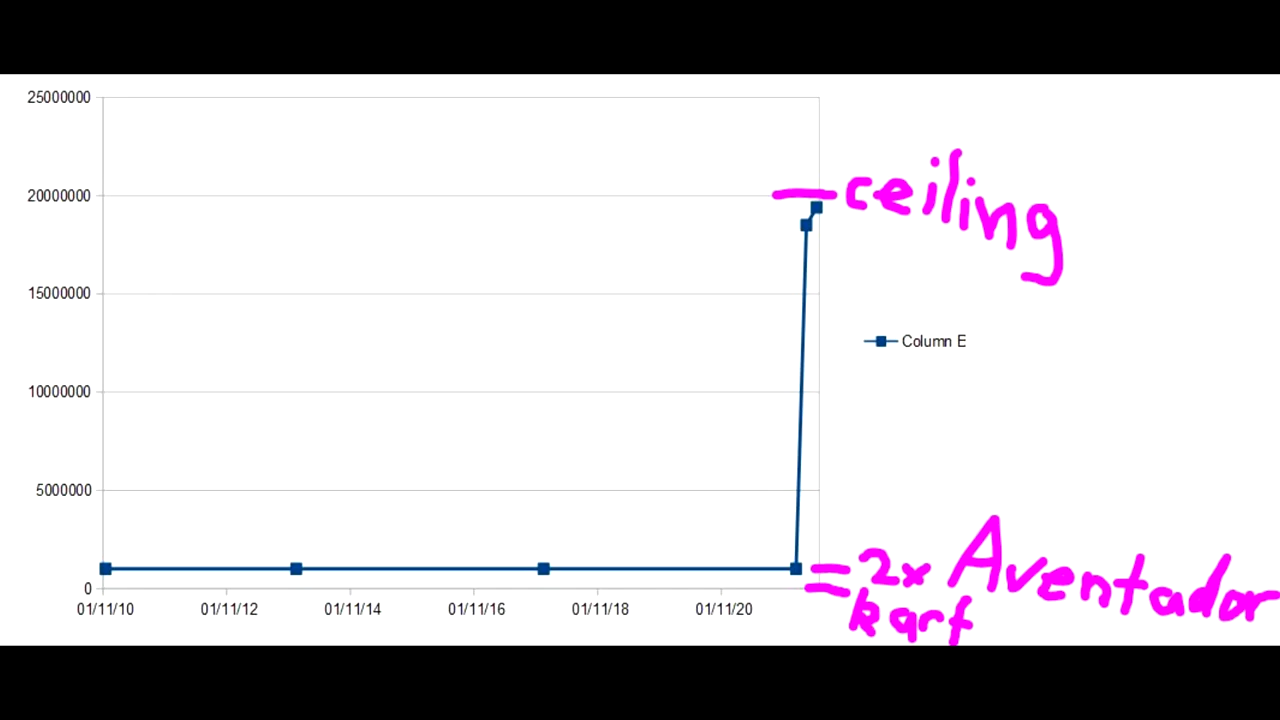 25000000
20000000
ceiling
15000000
Column E
10000000
5000000
0
2x Aventador
kart
01/11/10 01/11/12 01/11/14 01/11/16 01/11/18 01/11/20